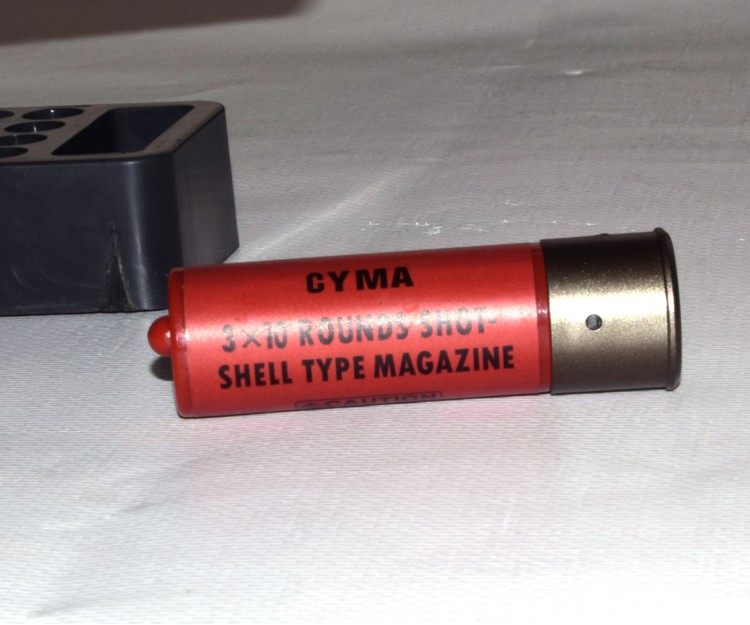 CYMA
3×10 ROUNDS SHOT-
SHELL TYPE MAGAZINE
⚠CAUTION